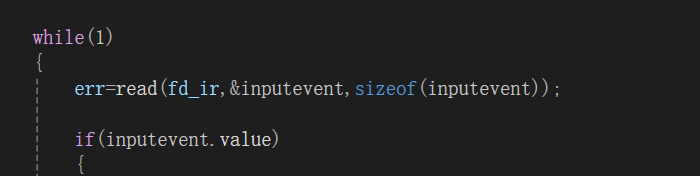 while(1)
{
err=read(fd_ir,&inputevent,sizeof(inputevent));
if(inputevent.value)
{